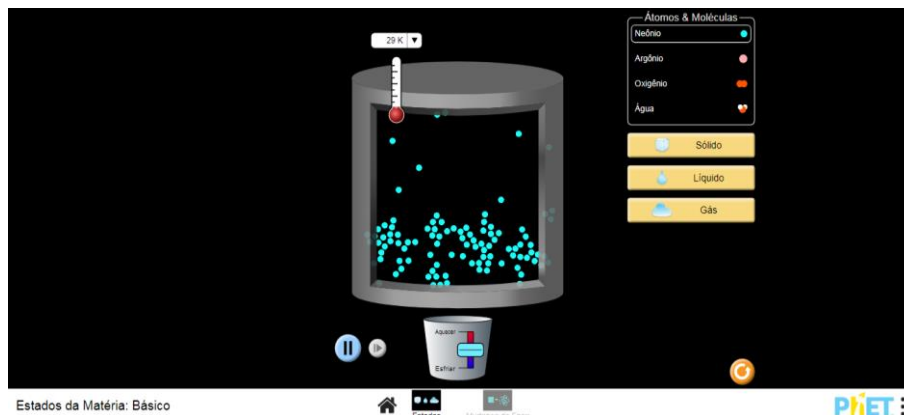 Átomos & Moléculas
29 K
Neônio
Argônio
Oxigênio
Água
Sólido
Líquido
Gás
Aquecer
Esfriar
Estados da Matéria: Básico
Estados
PhET